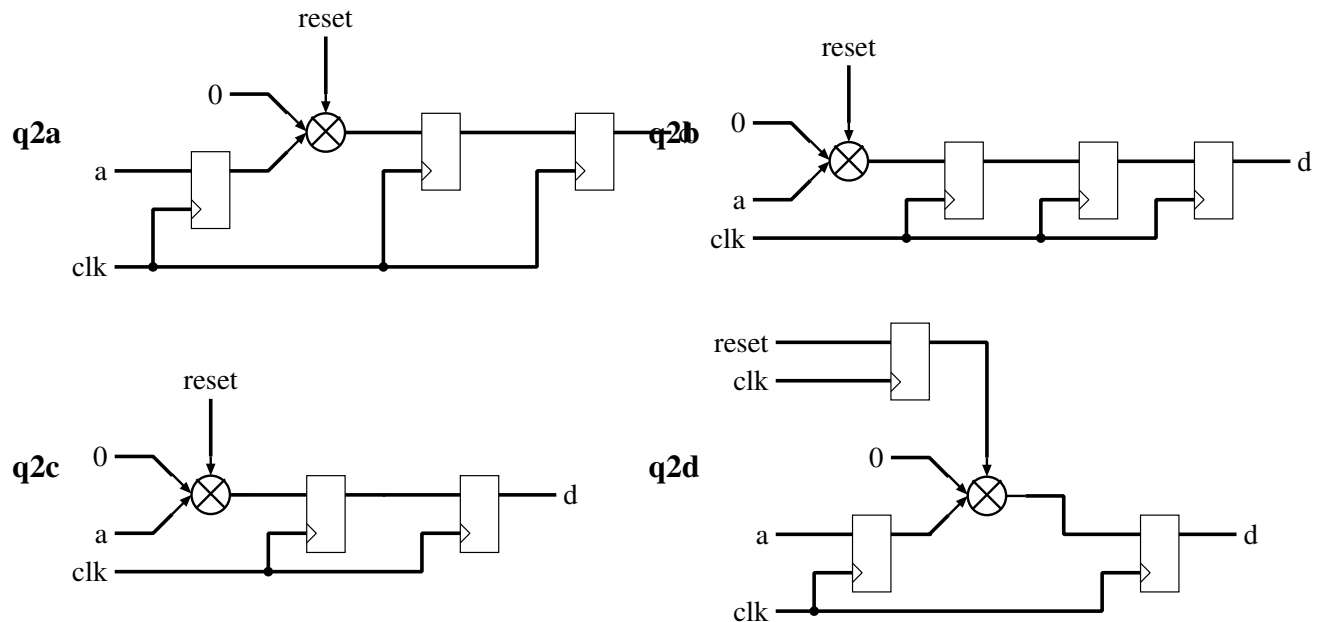 reset
0
q2a
a
clk
d
reset
q2b
0
a
clk
d
reset
q2c
0
a
clk
d
reset
clk
q2d
0
a
clk
d